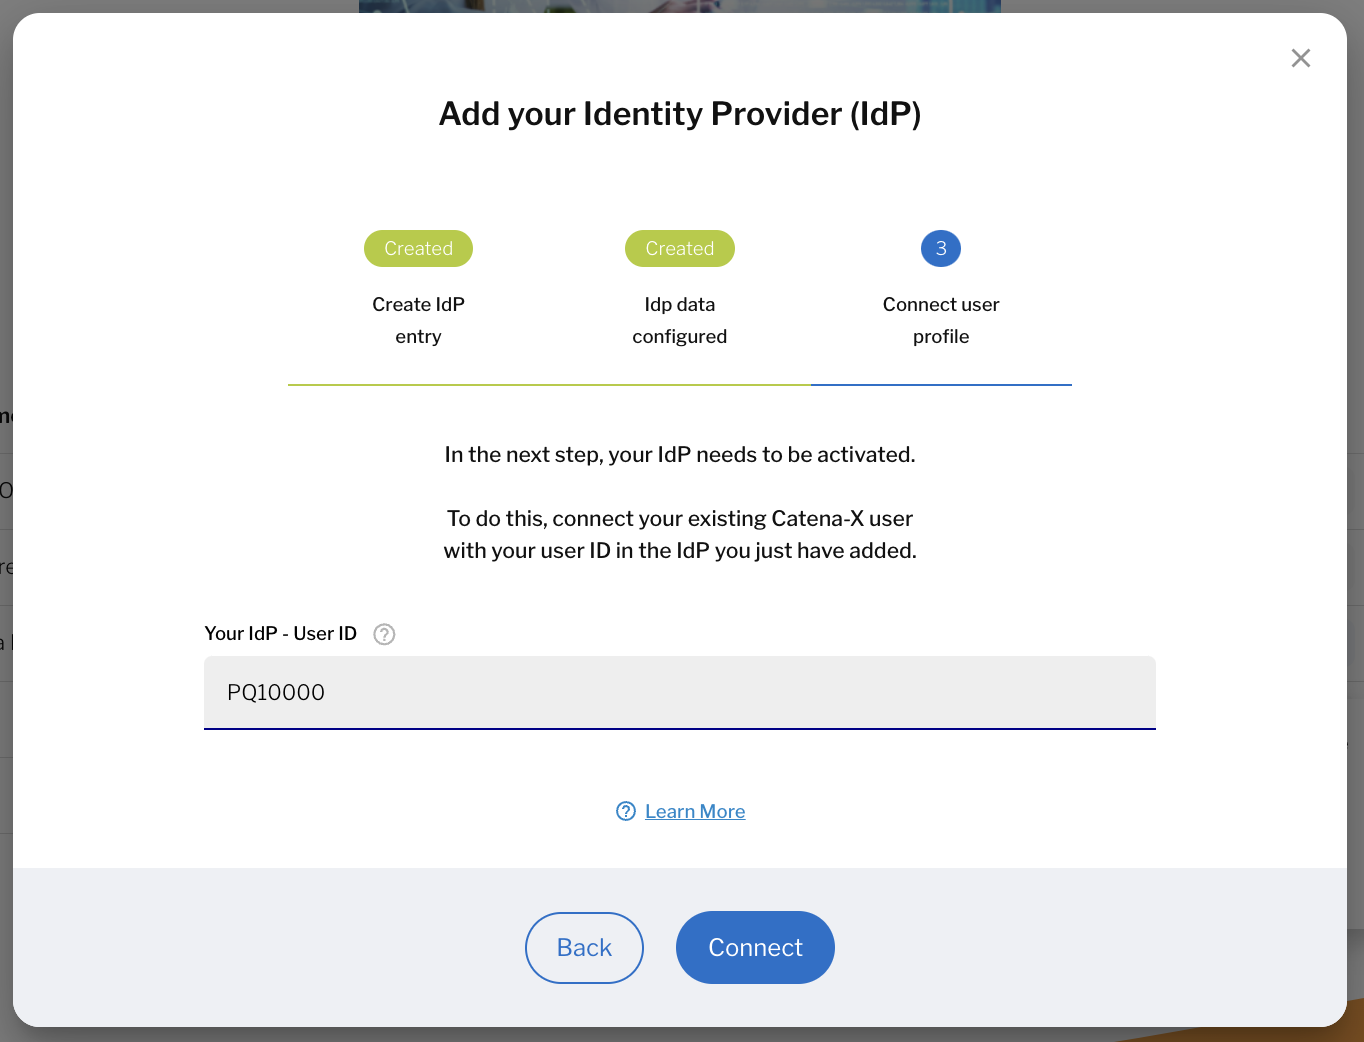 Add your Identity Provider (IdP)
Created
Created
3
Create IdP
entry
Idp data
configured
Connect user
profile
In the next step, your IdP needs to be activated.
To do this, connect your existing Catena-X user
with your user ID in the IdP you just have added.
Your IdP - User ID
PQ10000
Learn More
Back
Connect